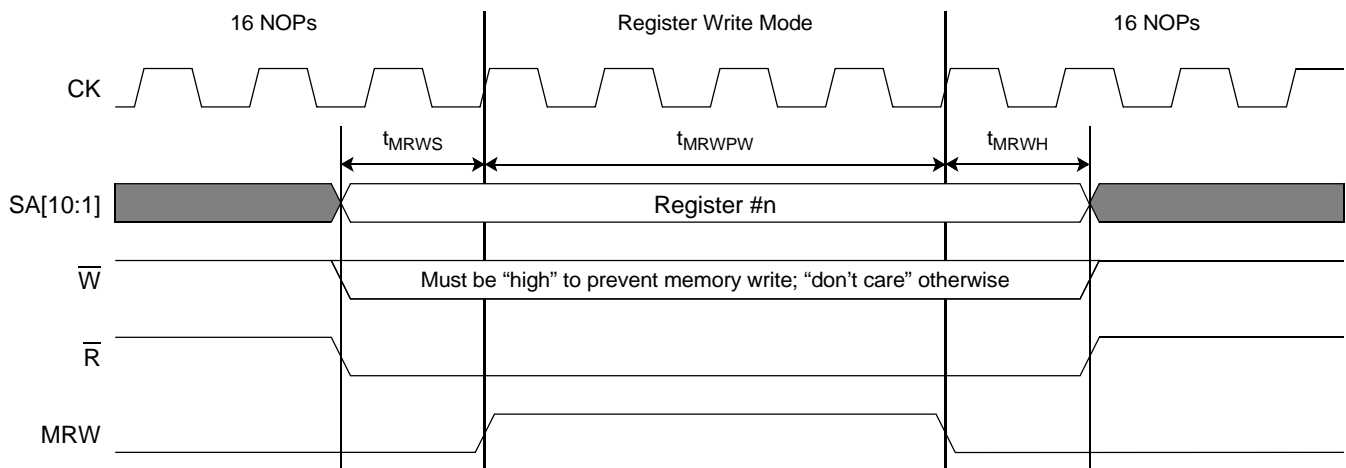 16 NOPs Register Write Mode 16 NOPs
CK
tMRWS tMRWPW tMRWH
SA[10:1] Register #n
W̅ Must be “high” to prevent memory write; “don’t care” otherwise
R̅
MRW